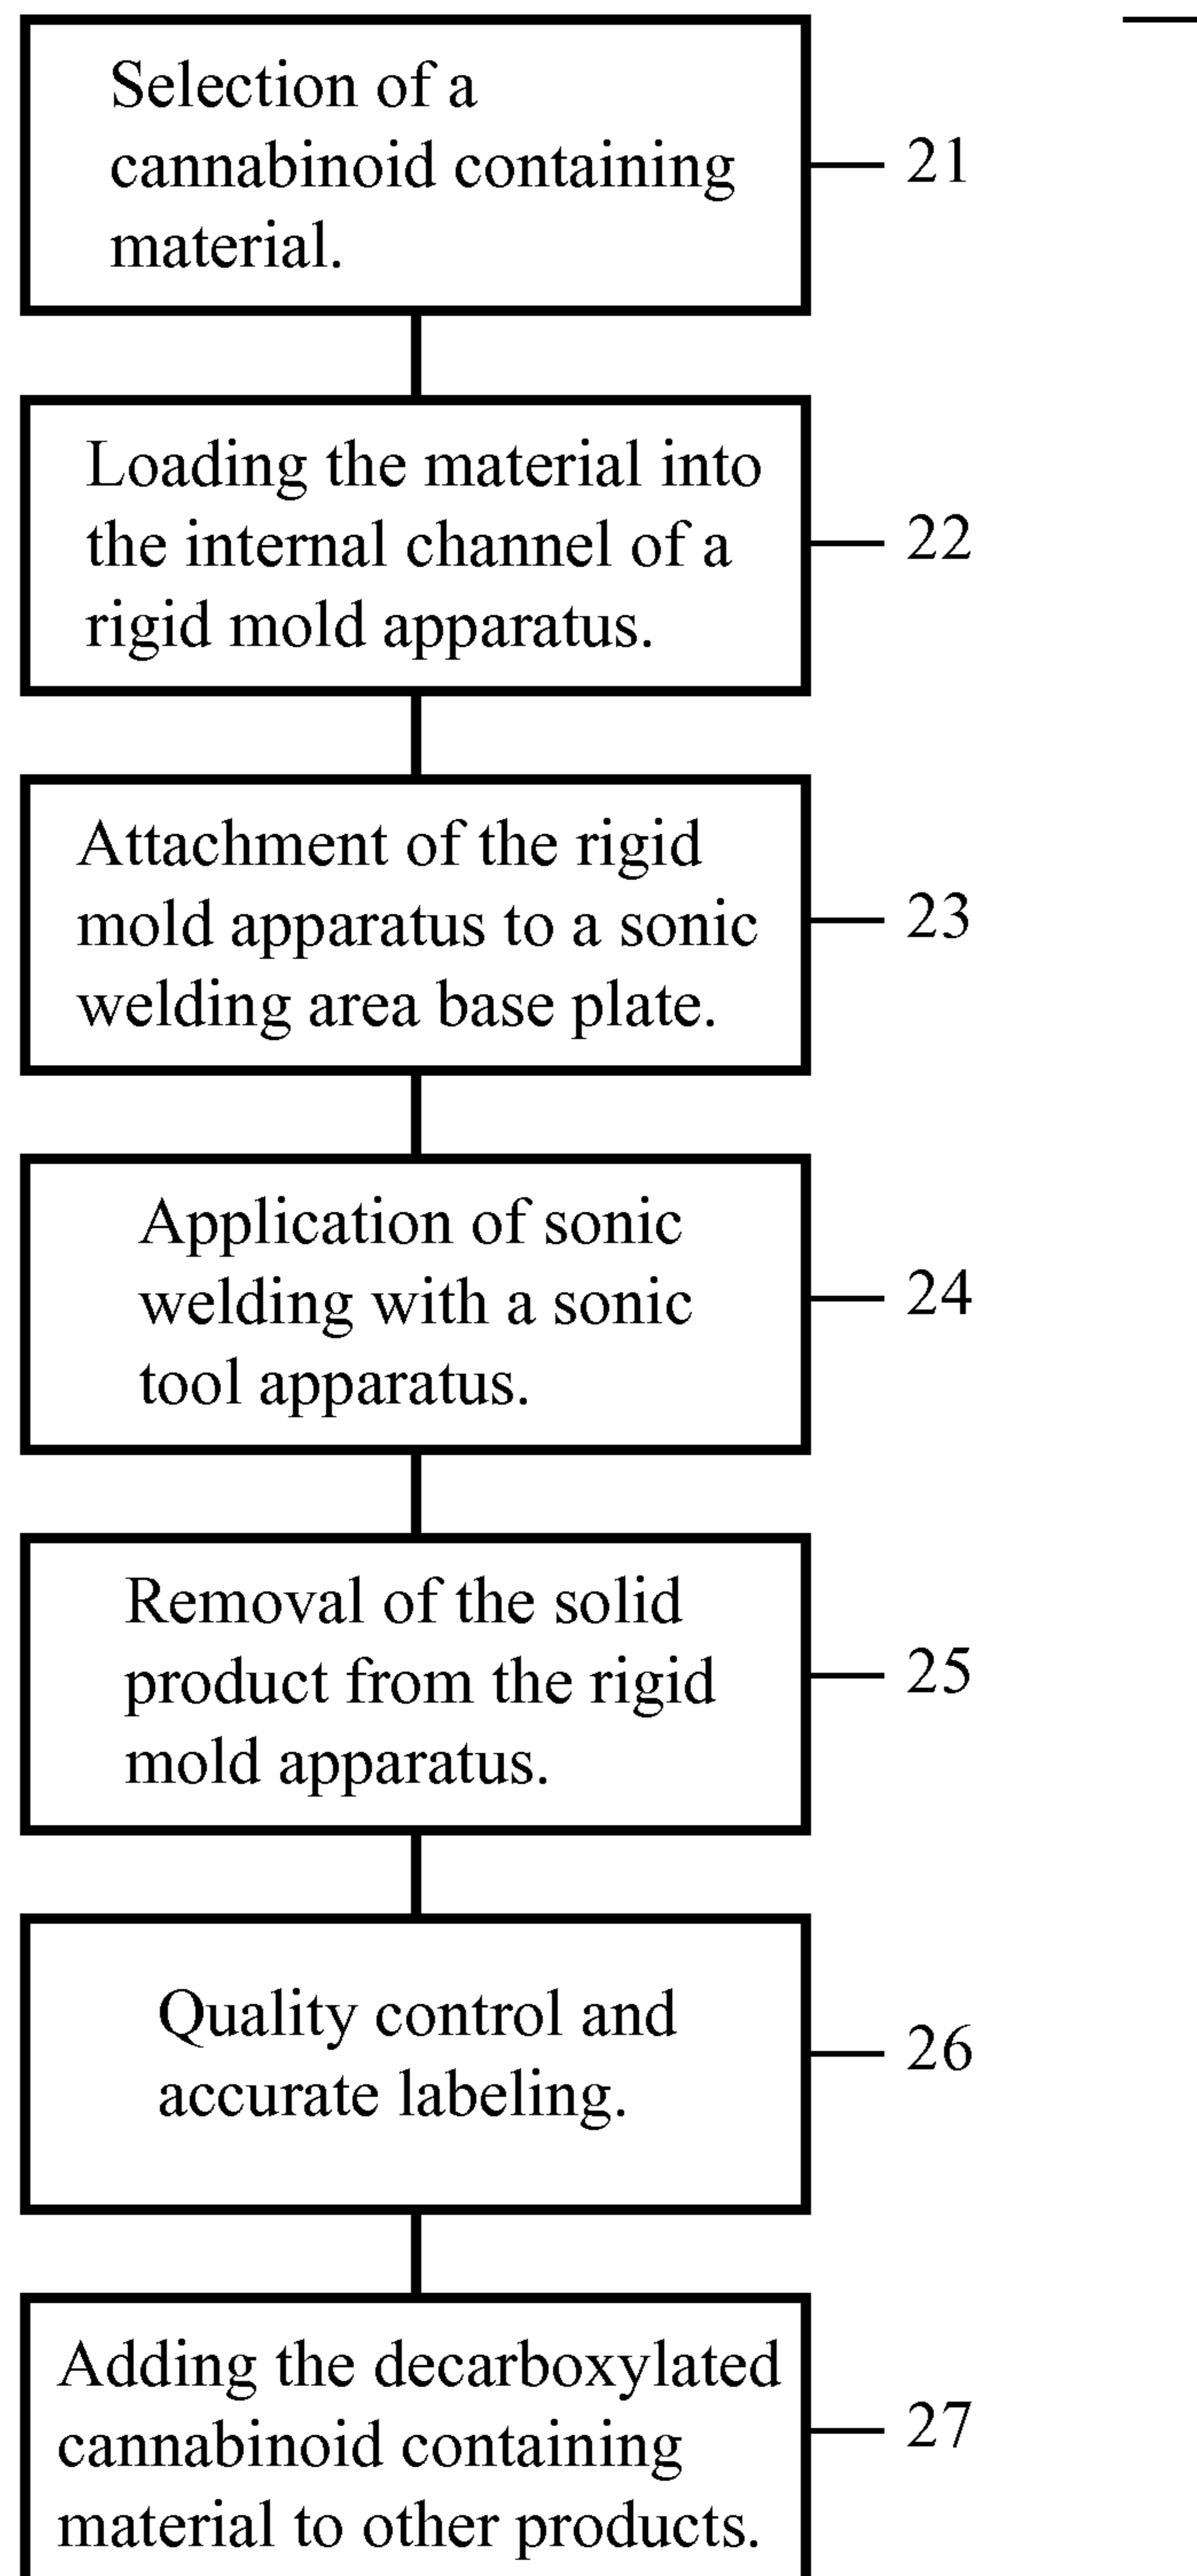 Selection of a
cannabinoid containing
material.
21
Loading the material into
the internal channel of a
rigid mold apparatus.
22
Attachment of the rigid
mold apparatus to a sonic
welding area base plate.
23
Application of sonic
welding with a sonic
tool apparatus.
24
Removal of the solid
product from the rigid
mold apparatus.
25
Quality control and
accurate labeling.
26
Adding the decarboxylated
cannabinoid containing
material to other products.
27